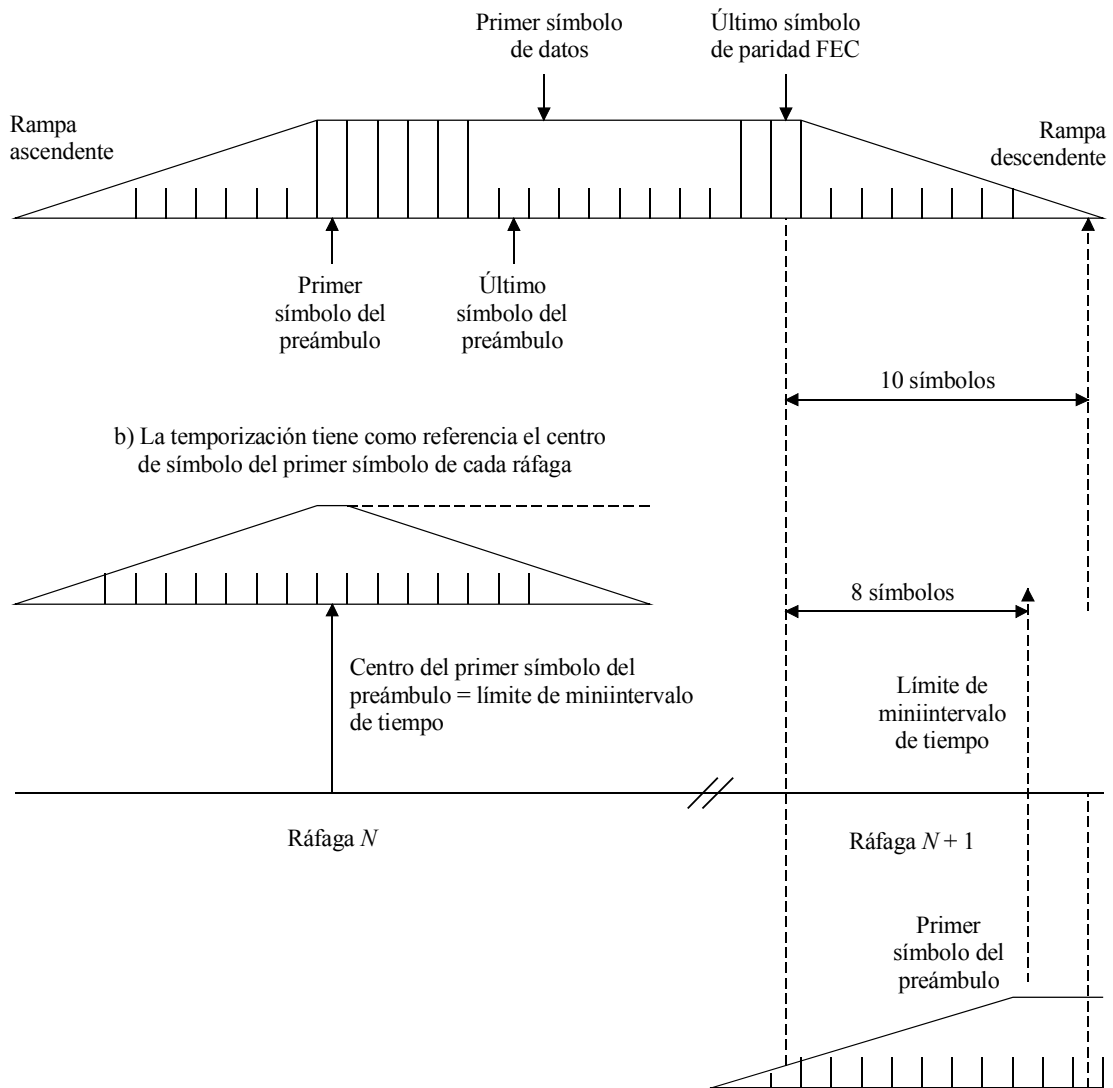 Primer símbolo
de datos
Último símbolo
de paridad FEC
Rampa
ascendente
Rampa
descendente
Primer
símbolo del
preámbulo
Último
símbolo del
preámbulo
10 símbolos
b) La temporización tiene como referencia el centro
de símbolo del primer símbolo de cada ráfaga
8 símbolos
Centro del primer símbolo del
preámbulo = límite de miniintervalo
de tiempo
Límite de
miniintervalo
de tiempo
Ráfaga N
Ráfaga N + 1
Primer
símbolo del
preámbulo